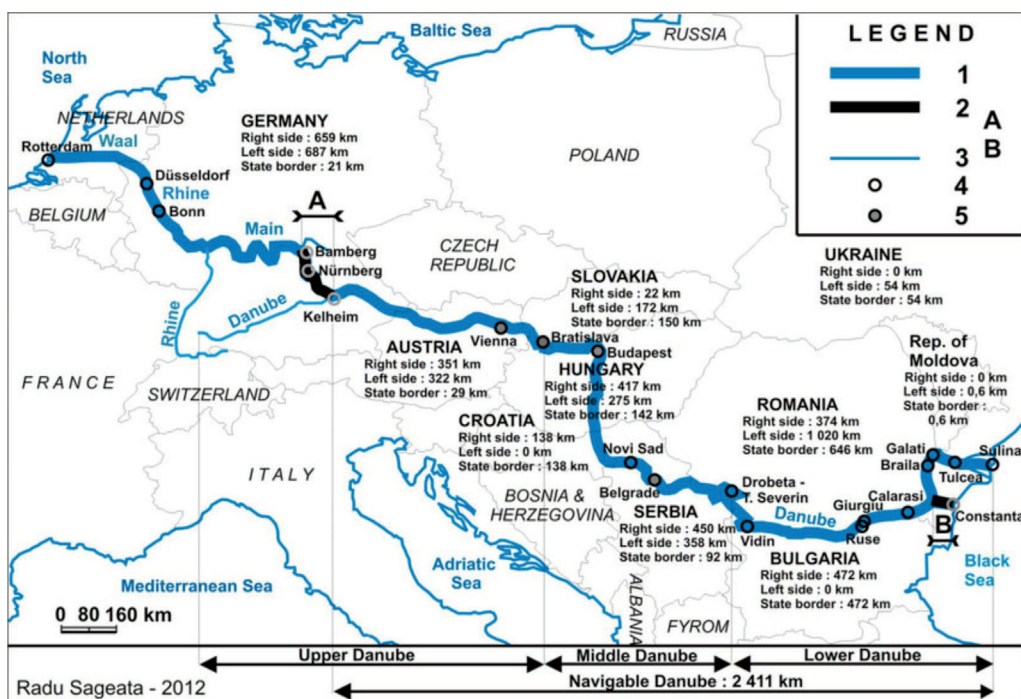 Baltic Sea
RUSSIA
LEGEND
1
2
A
B
3
4
5
North
Sea
NETHERLANDS
Waal
Rotterdam
Düsseldorf
Rhine
Bonn
BELGIUM
GERMANY
Right side : 659 km
Left side : 687 km
State border : 21 km
POLAND
A
Main
Bamberg
Nürnberg
Kelheim
Danube
Rhine
CZECH
REPUBLIC
UKRAINE
Right side : 0 km
Left side : 54 km
State border : 54 km
SLOVAKIA
Right side : 22 km
Left side : 172 km
State border : 150 km
Vienna
Bratislava
Budapest
AUSTRIA
Right side : 351 km
Left side : 322 km
State border : 29 km
HUNGARY
Right side : 417 km
Left side : 275 km
State border : 142 km
Rep. of
Moldova
Right side : 0 km
Left side : 0,6 km
State border :
0,6 km
FRANCE
SWITZERLAND
ITALY
CROATIA
Right side : 138 km
Left side : 0 km
State border : 138 km
ROMANIA
Right side : 374 km
Left side : 1 020 km
State border : 646 km
Novi Sad
Belgrade
Drobeta -
T. Severin
Galati
Braila
Sulina
Tulcea
Calarasi
Giurgiu
Constanta
BOSNIA &
HERZEGOVINA
SERBIA
Right side : 450 km
Left side : 358 km
State border : 92 km
Danube
Vidin
Ruse
B
BULGARIA
Right side : 472 km
Left side : 0 km
State border : 472 km
Black
Sea
Mediterranean Sea
Adriatic
Sea
ALBANIA
FYROM
0 80 160 km
Upper Danube
Middle Danube
Lower Danube
Navigable Danube : 2 411 km
Radu Sageata - 2012